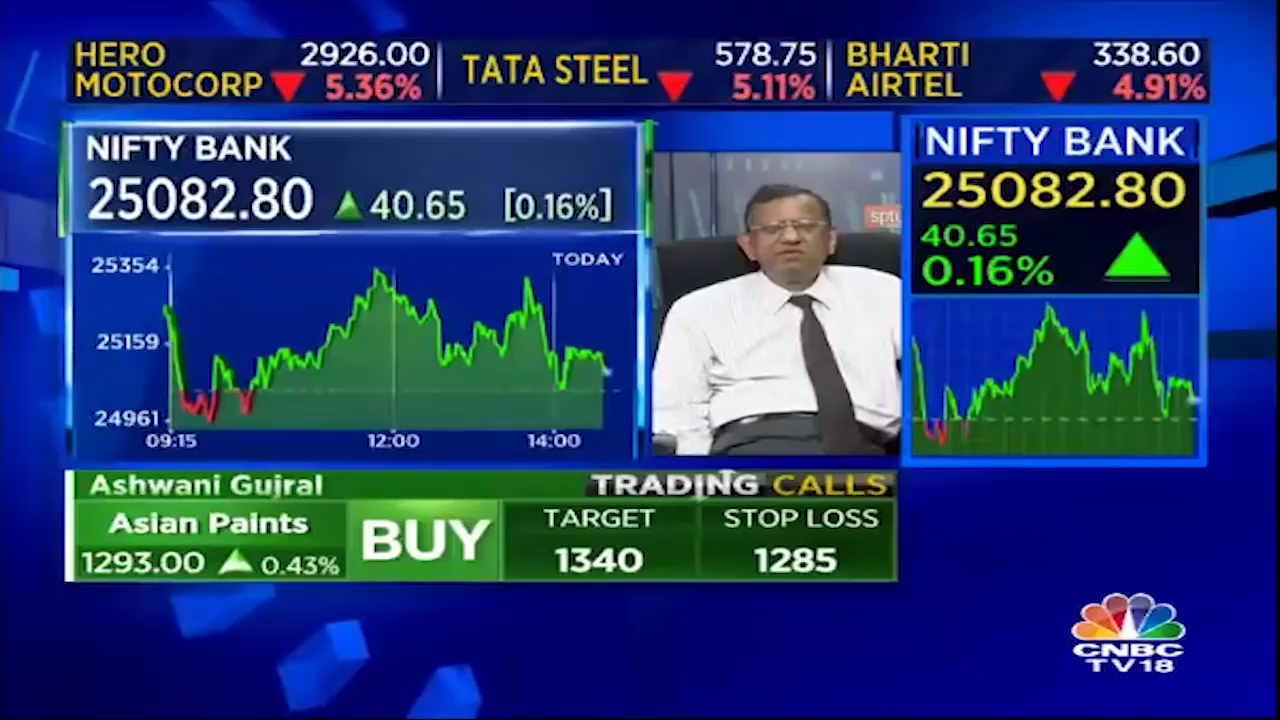 HERO
MOTOCORP
2926.00
5.36%
TATA STEEL
578.75
5.11%
BHARTI
AIRTEL
338.60
4.91%
NIFTY BANK
25082.80 40.65 [0.16%]
TODAY
25354
25159
24961
09:15 12:00 14:00
NIFTY BANK
25082.80
40.65
0.16%
Ashwani Gujral
TRADING CALLS
Asian Paints
1293.00 0.43%
BUY
TARGET
1340
STOP LOSS
1285
CNBC
TV18